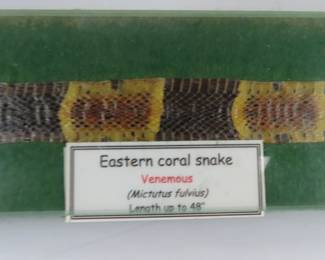 Eastern coral snake
Venemous
(Mictutus fulvius)
Length up to 48"